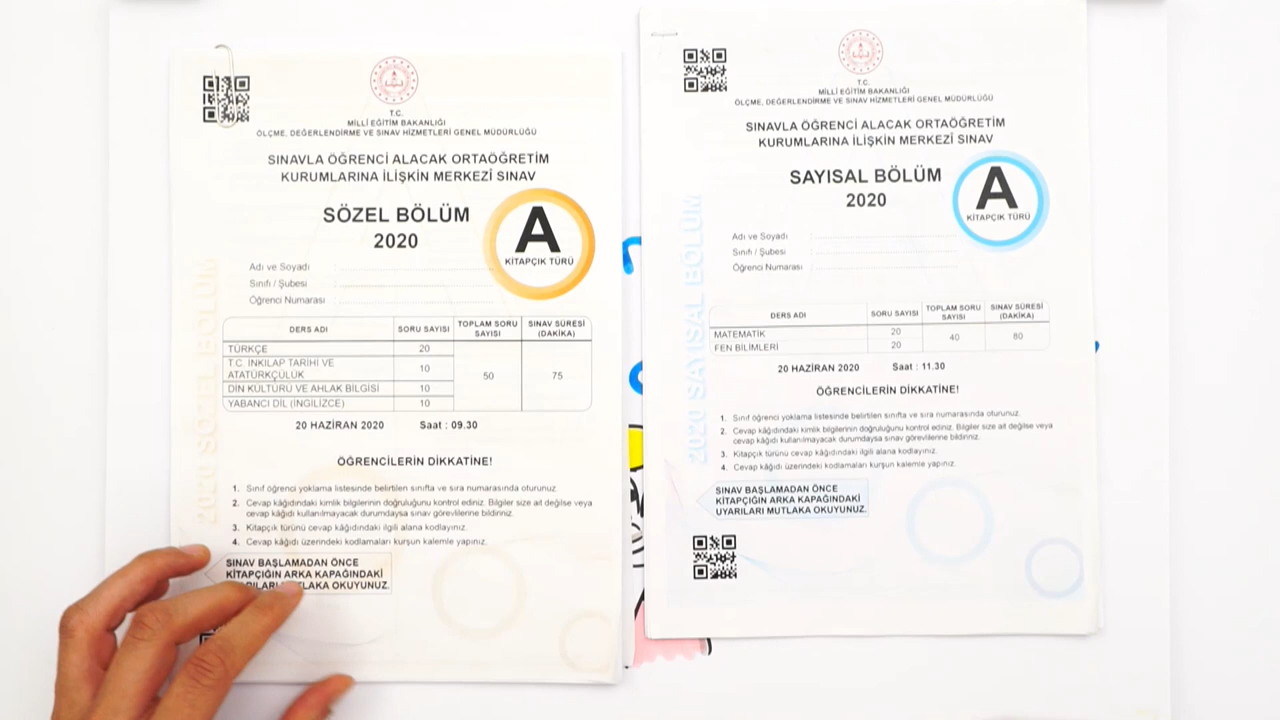 T.C.
MİLLİ EĞİTİM BAKANLIĞI
ÖLÇME, DEĞERLENDİRME VE SINAV HİZMETLERİ GENEL MÜDÜRLÜĞÜ
SINAVLA ÖĞRENCİ ALACAK ORTAÖĞRETİM
KURUMLARINA İLİŞKİN MERKEZİ SINAV
SÖZEL BÖLÜM
2020
A
KİTAPÇIK TÜRÜ
Adı ve Soyadı :
Sınıfı / Şubesi :
Öğrenci Numarası :
DERS ADI SORU SAYISI TOPLAM SORU SAYISI SINAV SÜRESİ (DAKİKA)
TÜRKÇE 20
T.C. İNKILAP TARİHİ VE
ATATÜRKÇÜLÜK 10
50 75
DİN KÜLTÜRÜ VE AHLAK BİLGİSİ 10
YABANCI DİL (İNGİLİZCE) 10
20 HAZİRAN 2020 Saat : 09.30
ÖĞRENCİLERİN DİKKATİNE!
1. Sınıf öğrenci yoklama listesinde belirtilen sınıfta ve sıra numarasında oturunuz.
2. Cevap kâğıdındaki kimlik bilgilerinin doğruluğunu kontrol ediniz. Bilgiler size ait değilse veya
cevap kâğıdı kullanılmayacak durumdaysa sınav görevlilerine bildiriniz.
3. Kitapçık türünü cevap kâğıdındaki ilgili alana kodlayınız.
4. Cevap kâğıdı üzerindeki kodlamaları kurşun kalemle yapınız.
SINAV BAŞLAMADAN ÖNCE
KİTAPÇIĞIN ARKA KAPAĞINDAKİ
OKUYUNUZ.
2020 SÖZEL BÖLÜM
T.C.
MİLLİ EĞİTİM BAKANLIĞI
ÖLÇME, DEĞERLENDİRME VE SINAV HİZMETLERİ GENEL MÜDÜRLÜĞÜ
SINAVLA ÖĞRENCİ ALACAK ORTAÖĞRETİM
KURUMLARINA İLİŞKİN MERKEZİ SINAV
SAYISAL BÖLÜM
2020
A
KİTAPÇIK TÜRÜ
Adı ve Soyadı :
Sınıfı / Şubesi :
Öğrenci Numarası :
DERS ADI SORU SAYISI TOPLAM SORU SAYISI SINAV SÜRESİ (DAKİKA)
MATEMATİK 20
40
FEN BİLİMLERİ 20
20 HAZİRAN 2020 Saat : 11.30
ÖĞRENCİLERİN DİKKATİNE!
1. Sınıf öğrenci yoklama listesinde belirtilen sınıfta ve sıra numarasında oturunuz.
2. Cevap kâğıdındaki kimlik bilgilerinin doğruluğunu kontrol ediniz. Bilgiler size ait değilse veya
cevap kâğıdı kullanılmayacak durumdaysa sınav görevlilerine bildiriniz.
3. Kitapçık türünü cevap kâğıdındaki ilgili alana kodlayınız.
4. Cevap kâğıdı üzerindeki kodlamaları kurşun kalemle yapınız.
SINAV BAŞLAMADAN ÖNCE
KİTAPÇIĞIN ARKA KAPAĞINDAKİ
UYARILARI MUTLAKA OKUYUNUZ.
2020 SAYISAL BÖLÜM